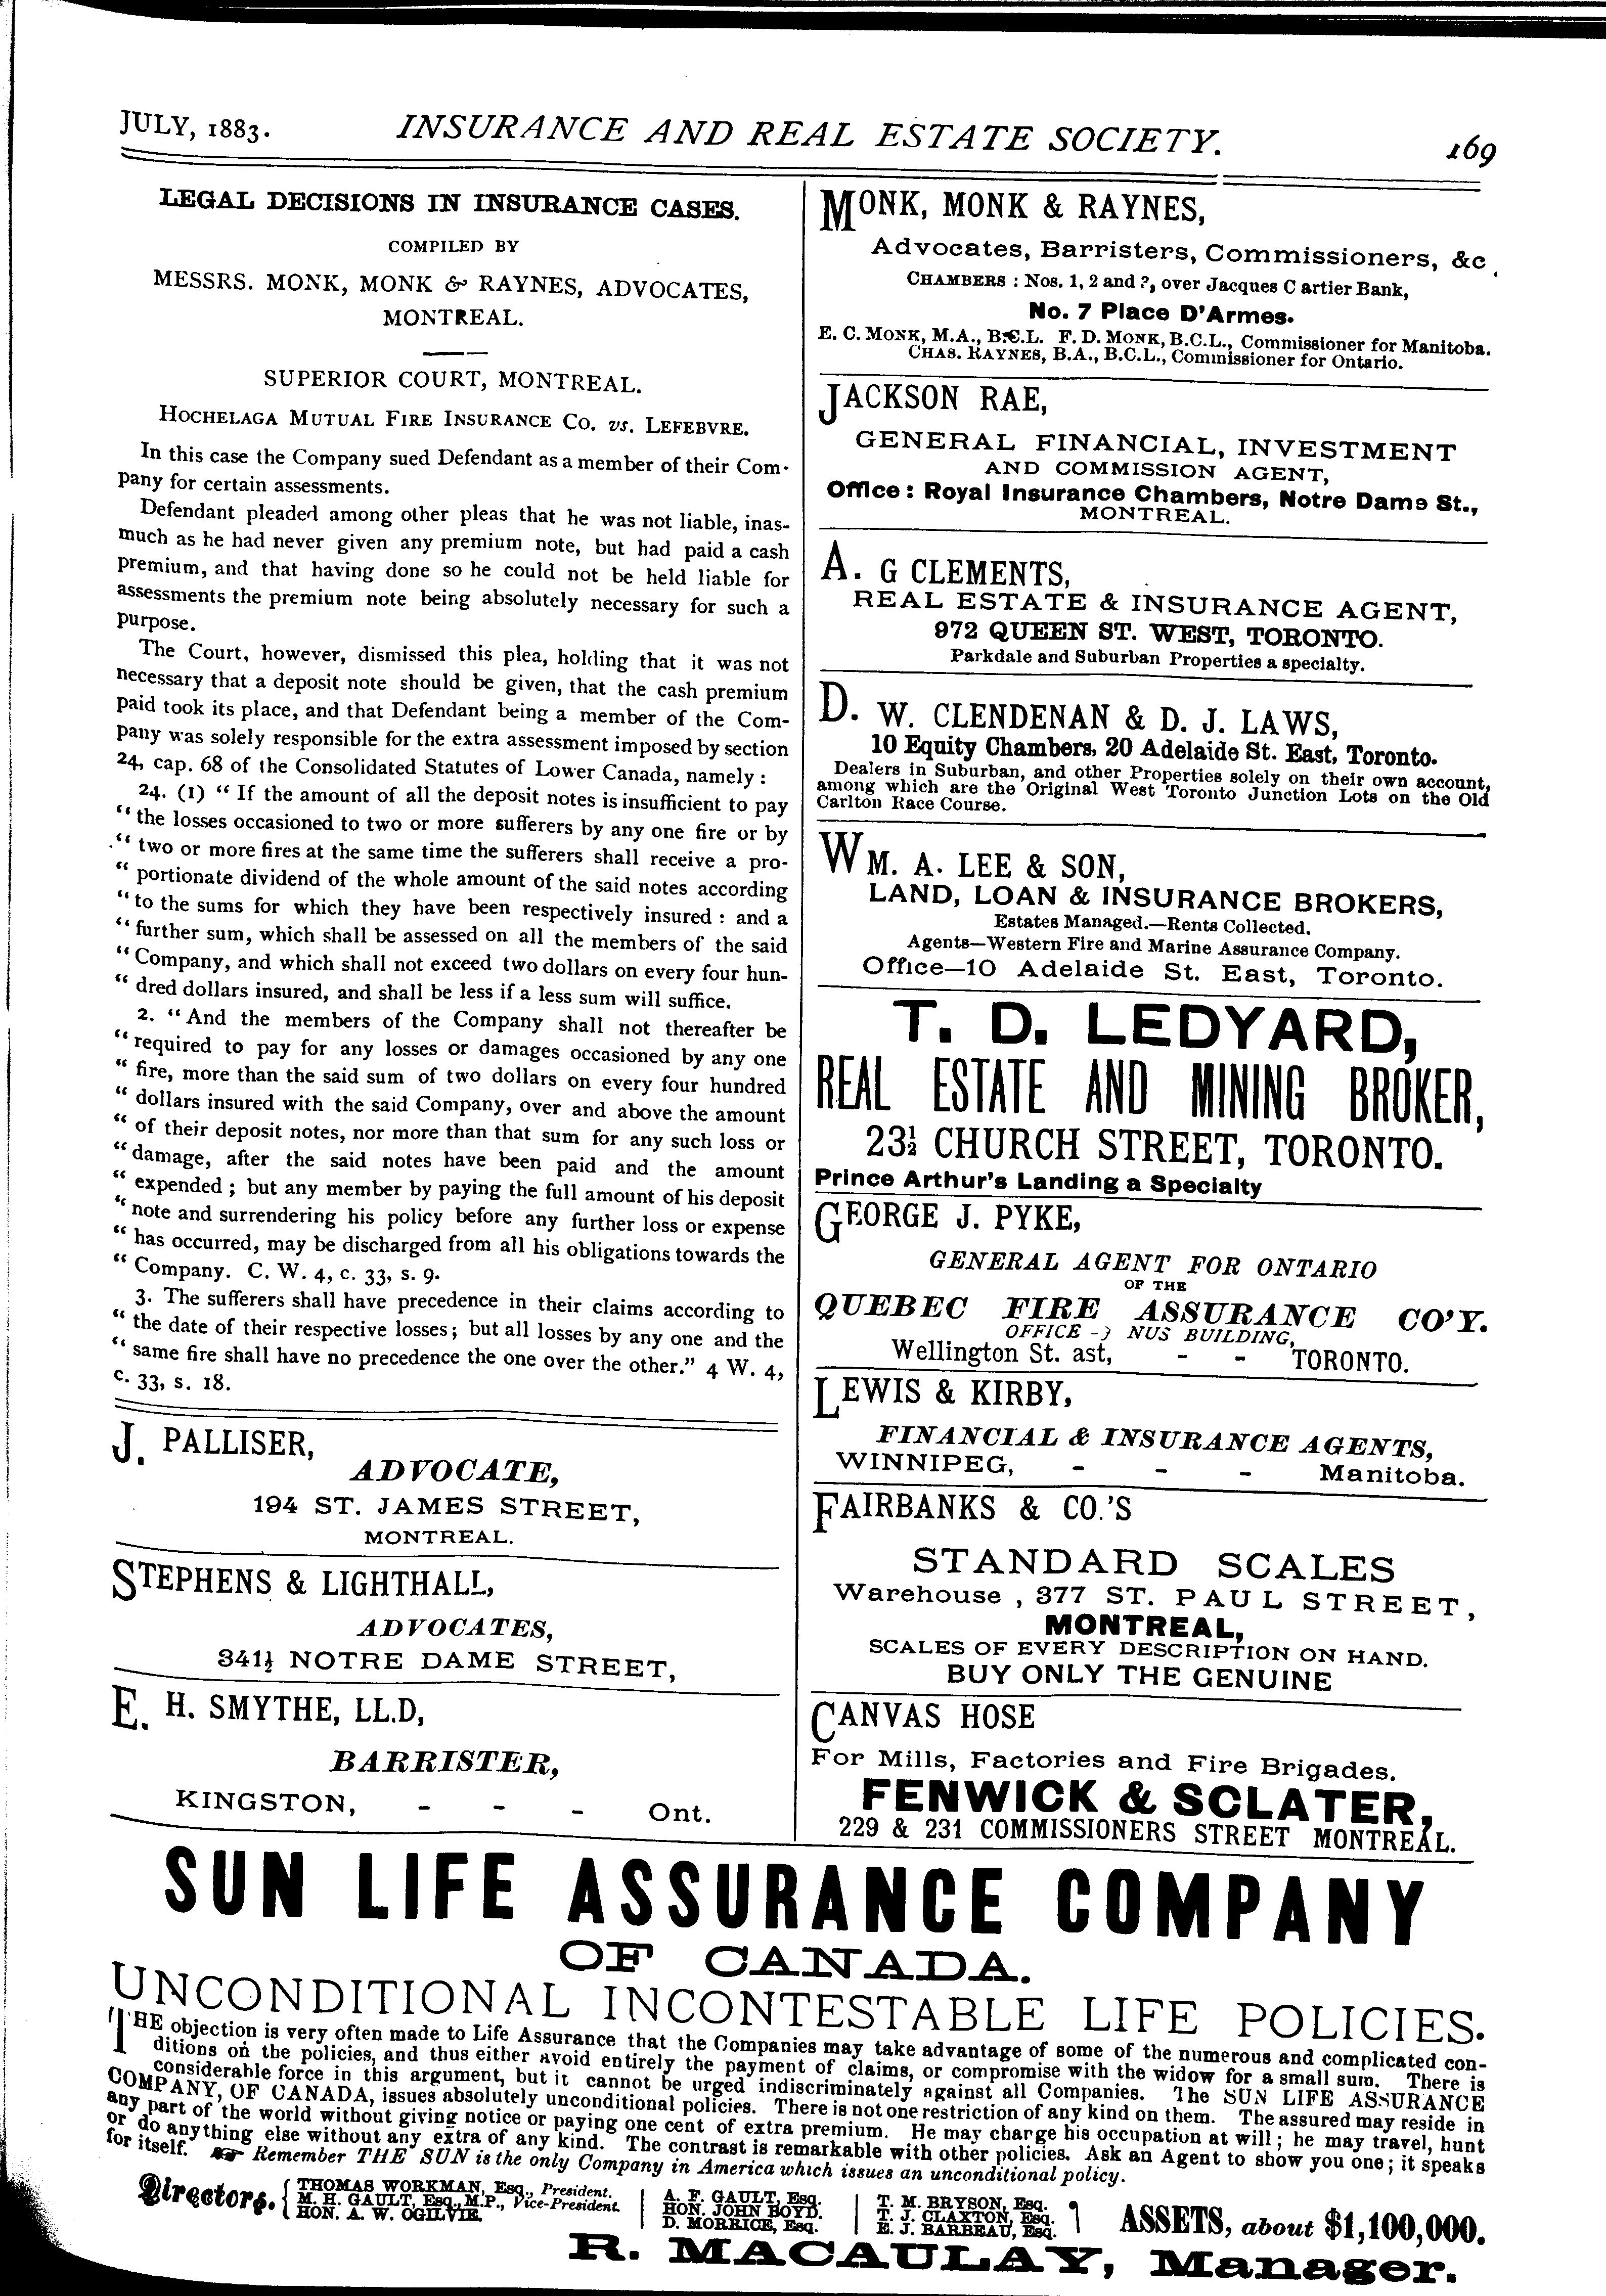 JULY, 1883.
INSURANCE AND REAL ESTATE SOCIETY.
169
LEGAL DECISIONS IN INSURANCE CASES.
COMPILED BY
MESSRS. MONK, MONK & RAYNES, ADVOCATES,
MONTREAL.
SUPERIOR COURT, MONTREAL.
HOCHELAGA MUTUAL FIRE INSURANCE CO. vs. LEFEBVRE.
In this case the Company sued Defendant as a member of their Com-
pany for certain assessments.
Defendant pleaded among other pleas that he was not liable, inas-
much as he had never given any premium note, but had paid a cash
premium, and that having done so he could not be held liable for
assessments the premium note being absolutely necessary for such a
purpose.
The Court, however, dismissed this plea, holding that it was not
necessary that a deposit note should be given, that the cash premium
paid took its place, and that Defendant being a member of the Com-
pany was solely responsible for the extra assessment imposed by section
24, cap. 68 of the Consolidated Statutes of Lower Canada, namely :
24. (1) " If the amount of all the deposit notes is insufficient to pay
" the losses occasioned to two or more sufferers by any one fire or by
" two or more fires at the same time the sufferers shall receive a pro-
" portionate dividend of the whole amount of the said notes according
" to the sums for which they have been respectively insured : and a
" further sum, which shall be assessed on all the members of the said
" Company, and which shall not exceed two dollars on every four hun-
" dred dollars insured, and shall be less if a less sum will suffice.
2. " And the members of the Company shall not thereafter be
" required to pay for any losses or damages occasioned by any one
" fire, more than the said sum of two dollars on every four hundred
" dollars insured with the said Company, over and above the amount
" of their deposit notes, nor more than that sum for any such loss or
" damage, after the said notes have been paid and the amount
" expended ; but any member by paying the full amount of his deposit
" note and surrendering his policy before any further loss or expense
" has occurred, may be discharged from all his obligations towards the
" Company. C. W. 4, c. 33, s. 9.
3. The sufferers shall have precedence in their claims according to
" the date of their respective losses ; but all losses by any one and the
" same fire shall have no precedence the one over the other." 4 W. 4,
c. 33, s. 18.
J. PALLISER,
ADVOCATE,
194 ST. JAMES STREET,
MONTREAL.
STEPHENS & LIGHTHALL,
ADVOCATES,
341½ NOTRE DAME STREET,
E. H. SMYTHE, LL.D,
BARRISTER,
KINGSTON, - - - Ont.
MONK, MONK & RAYNES,
Advocates, Barristers, Commissioners, &c
CHAMBERS : Nos. 1, 2 and ?, over Jacques C artier Bank,
No. 7 Place D'Armes.
E. C. MONK, M.A., B.C.L. F. D. MONK, B.C.L., Commissioner for Manitoba.
CHAS. RAYNES, B.A., B.C.L., Commissioner for Ontario.
JACKSON RAE,
GENERAL FINANCIAL, INVESTMENT
AND COMMISSION AGENT,
Office : Royal Insurance Chambers, Notre Dame St.,
MONTREAL.
A. G CLEMENTS,
REAL ESTATE & INSURANCE AGENT,
972 QUEEN ST. WEST, TORONTO.
Parkdale and Suburban Properties a specialty.
D. W. CLENDENAN & D. J. LAWS,
10 Equity Chambers, 20 Adelaide St. East, Toronto.
Dealers in Suburban, and other Properties solely on their own account,
among which are the Original West Toronto Junction Lots on the Old
Carlton Race Course.
WM. A. LEE & SON,
LAND, LOAN & INSURANCE BROKERS,
Estates Managed.—Rents Collected.
Agents—Western Fire and Marine Assurance Company.
Office—10 Adelaide St. East, Toronto.
T. D. LEDYARD,
REAL ESTATE AND MINING BROKER,
23½ CHURCH STREET, TORONTO.
Prince Arthur's Landing a Specialty
GEORGE J. PYKE,
GENERAL AGENT FOR ONTARIO
OF THE
QUEBEC FIRE ASSURANCE CO'Y.
OFFICE - NUS BUILDING,
Wellington St. ast, - - TORONTO.
LEWIS & KIRBY,
FINANCIAL & INSURANCE AGENTS,
WINNIPEG, - - - Manitoba.
FAIRBANKS & CO.'S
STANDARD SCALES
Warehouse , 377 ST. PAUL STREET,
MONTREAL,
SCALES OF EVERY DESCRIPTION ON HAND.
BUY ONLY THE GENUINE
CANVAS HOSE
For Mills, Factories and Fire Brigades.
FENWICK & SCLATER,
229 & 231 COMMISSIONERS STREET MONTREAL.
SUN LIFE ASSURANCE COMPANY
OF CANADA.
UNCONDITIONAL INCONTESTABLE LIFE POLICIES.
THE objection is very often made to Life Assurance that the Companies may take advantage of some of the numerous and complicated con-
ditions on the policies, and thus either avoid entirely the payment of claims, or compromise with the widow for a small sum. There is
considerable force in this argument, but it cannot be urged indiscriminately against all Companies. The SUN LIFE ASSURANCE
COMPANY, OF CANADA, issues absolutely unconditional policies. There is not one restriction of any kind on them. The assured may reside in
any part of the world without giving notice or paying one cent of extra premium. He may charge his occupation at will ; he may travel, hunt
or do anything else without any extra of any kind. The contrast is remarkable with other policies. Ask an Agent to show you one ; it speaks
for itself. ☞ Remember THE SUN is the only Company in America which issues an unconditional policy.
Directors.
THOMAS WORKMAN, Esq., President.
M. H. GAULT, Esq., M.P., Vice-President.
HON. A. W. OGILVIE.
A. F. GAULT, Esq.
HON. JOHN BOYD.
D. MORRICE, Esq.
T. M. BRYSON, Esq.
T. J. CLAXTON, Esq.
E. J. BARBEAU, Esq.
ASSETS, about $1,100,000.
R. MACAULAY, Manager.